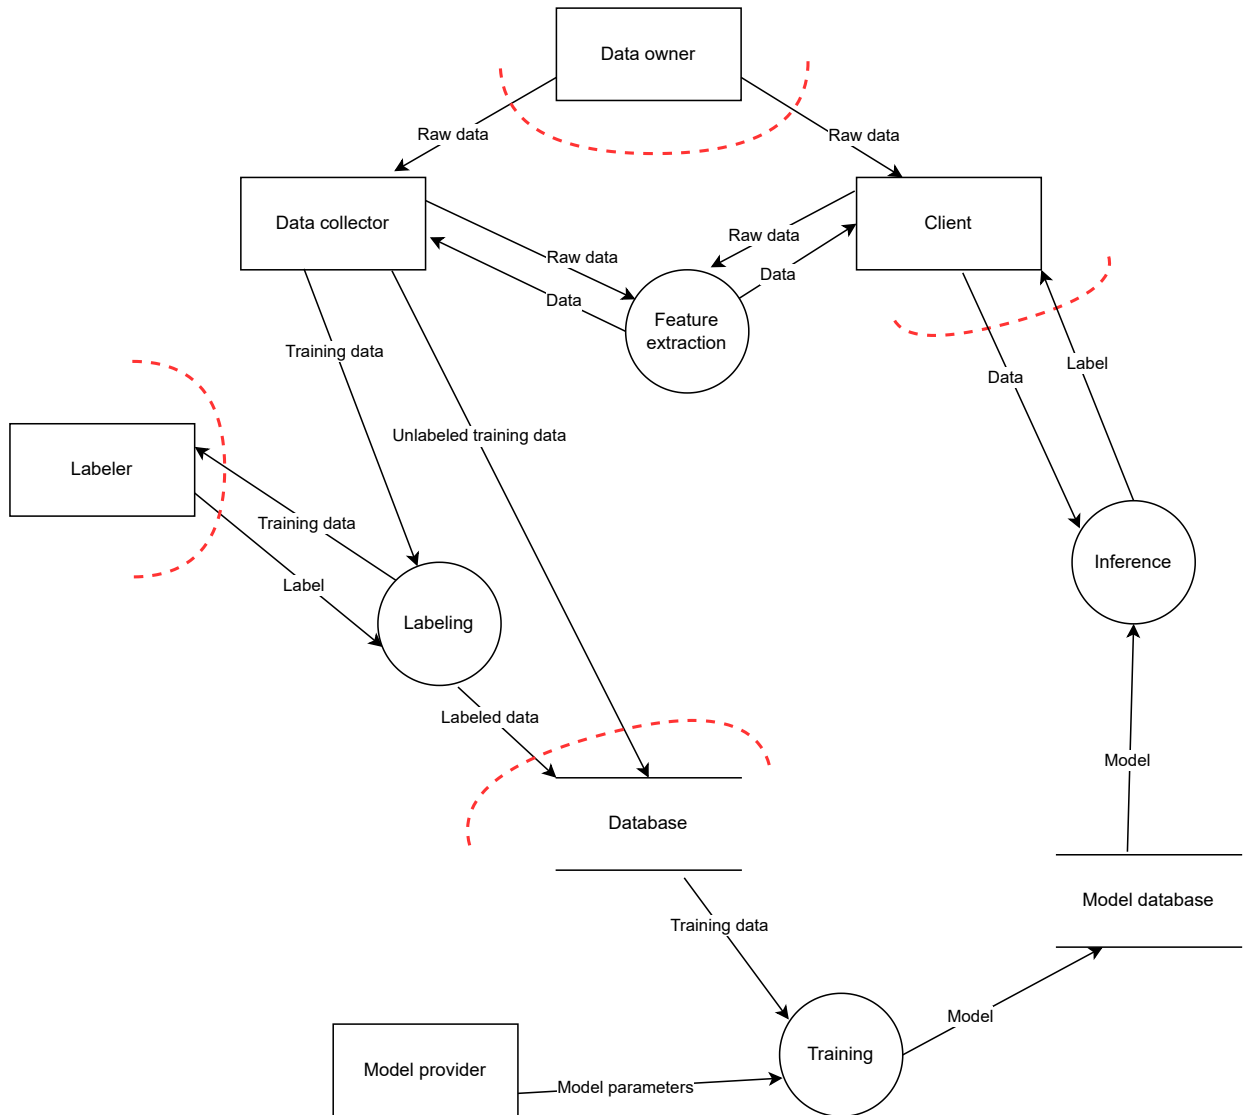 Data owner
Raw data
Raw data
Data collector
Client
Raw data
Raw data
Data
Data
Feature
extraction
Training data
Label
Data
Unlabeled training data
Labeler
Training data
Label
Inference
Labeling
Labeled data
Model
Database
Model database
Training data
Model
Training
Model provider
Model parameters